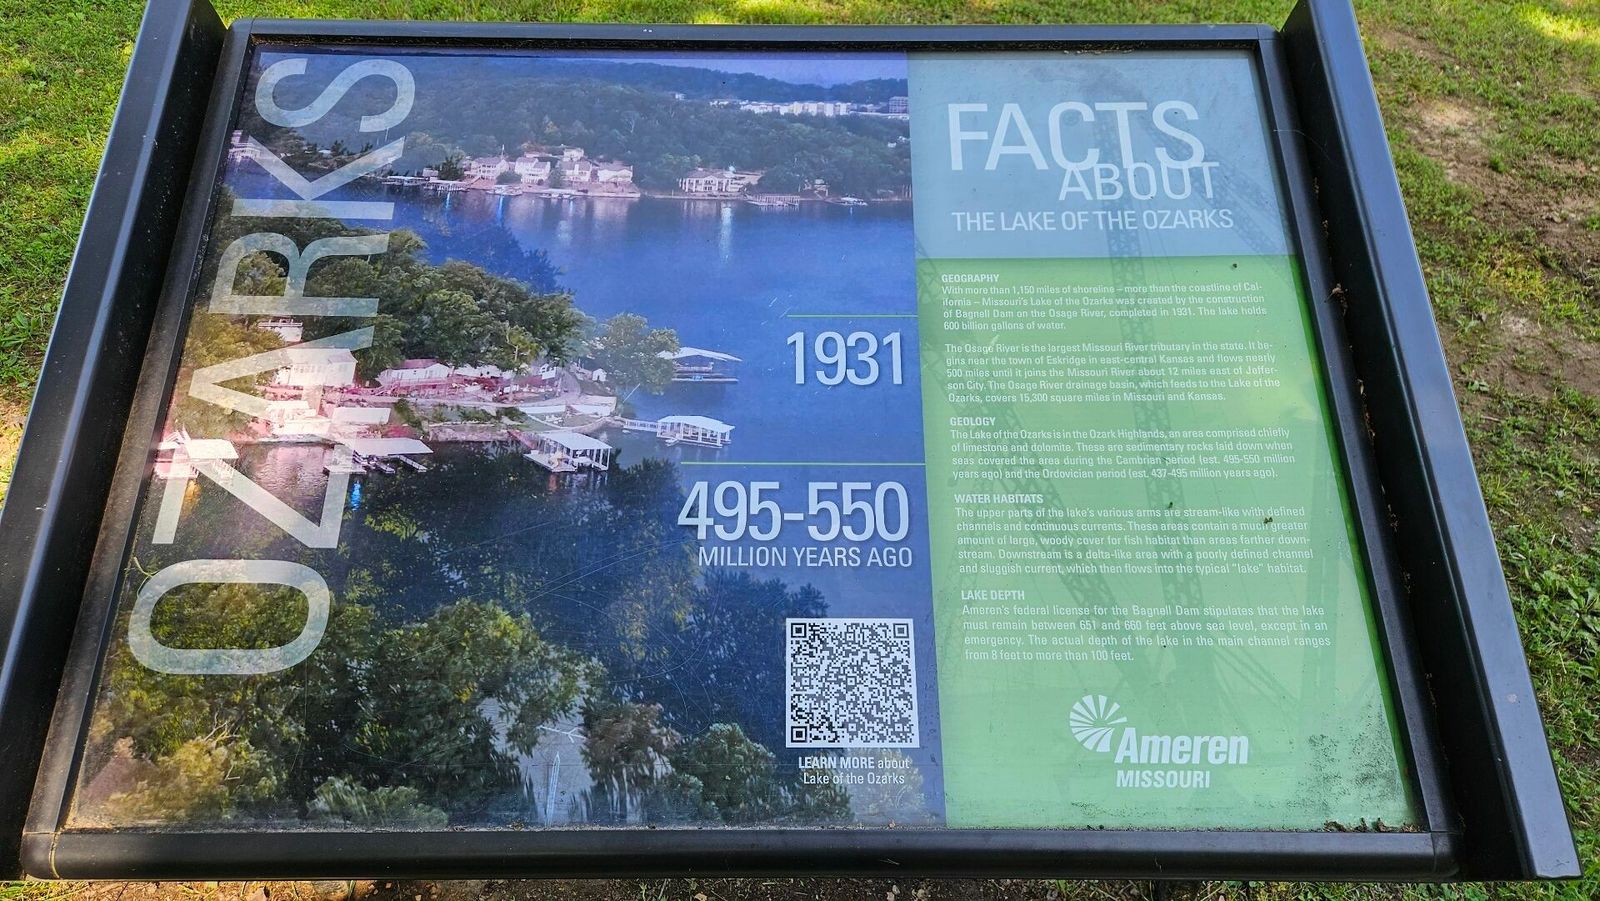 OZARKS
1931
495-550
MILLION YEARS AGO
LEARN MORE about
Lake of the Ozarks
FACTS
ABOUT
THE LAKE OF THE OZARKS
GEOGRAPHY
With more than 1,150 miles of shoreline – more than the coastline of Cal-
ifornia – Missouri's Lake of the Ozarks was created by the construction
of Bagnell Dam on the Osage River, completed in 1931. The lake holds
600 billion gallons of water.
The Osage River is the largest Missouri River tributary in the state. It be-
gins near the town of Eskridge in east-central Kansas and flows nearly
500 miles until it joins the Missouri River about 12 miles east of Jeffer-
son City. The Osage River drainage basin, which feeds to the Lake of the
Ozarks, covers 15,300 square miles in Missouri and Kansas.
GEOLOGY
The Lake of the Ozarks is in the Ozark Highlands, an area comprised chiefly
of limestone and dolomite. These are sedimentary rocks laid down when
seas covered the area during the Cambrian period (est. 495-550 million
years ago) and the Ordovician period (est. 437-495 million years ago).
WATER HABITATS
The upper parts of the lake's various arms are stream-like with defined
channels and continuous currents. These areas contain a much greater
amount of large, woody cover for fish habitat than areas farther down-
stream. Downstream is a delta-like area with a poorly defined channel
and sluggish current, which then flows into the typical "lake" habitat.
LAKE DEPTH
Ameren's federal license for the Bagnell Dam stipulates that the lake
must remain between 651 and 660 feet above sea level, except in an
emergency. The actual depth of the lake in the main channel ranges
from 8 feet to more than 100 feet.
Ameren
MISSOURI